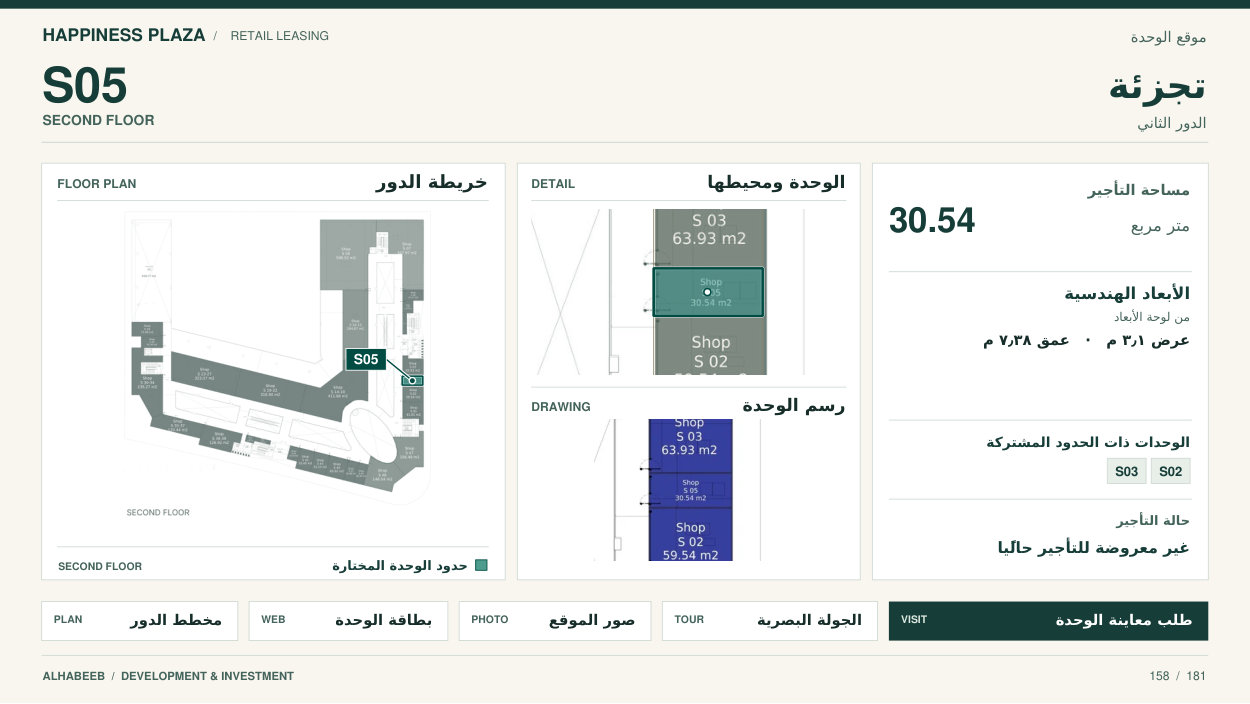 HAPPINESS PLAZA / RETAIL LEASING
موقع الوحدة
S05
تجزئة
SECOND FLOOR
الدور الثاني
FLOOR PLAN
خريطة الدور
S05
SECOND FLOOR
SECOND FLOOR
حدود الوحدة المختارة
DETAIL
الوحدة ومحيطها
S 03
63.93 m2
Shop
30.54 m2
Shop
S 02
DRAWING
رسم الوحدة
S 03
63.93 m2
Shop
S 05
30.54 m2
Shop
S 02
59.54 m2
مساحة التأجير
30.54
متر مربع
الأبعاد الهندسية
من لوحة الأبعاد
عرض ٣٫١ م · عمق ٧٫٣٨ م
الوحدات ذات الحدود المشتركة
S03 S02
حالة التأجير
غير معروضة للتأجير حاليًا
PLAN مخطط الدور
WEB بطاقة الوحدة
PHOTO صور الموقع
TOUR الجولة البصرية
VISIT طلب معاينة الوحدة
ALHABEEB / DEVELOPMENT & INVESTMENT
158 / 181